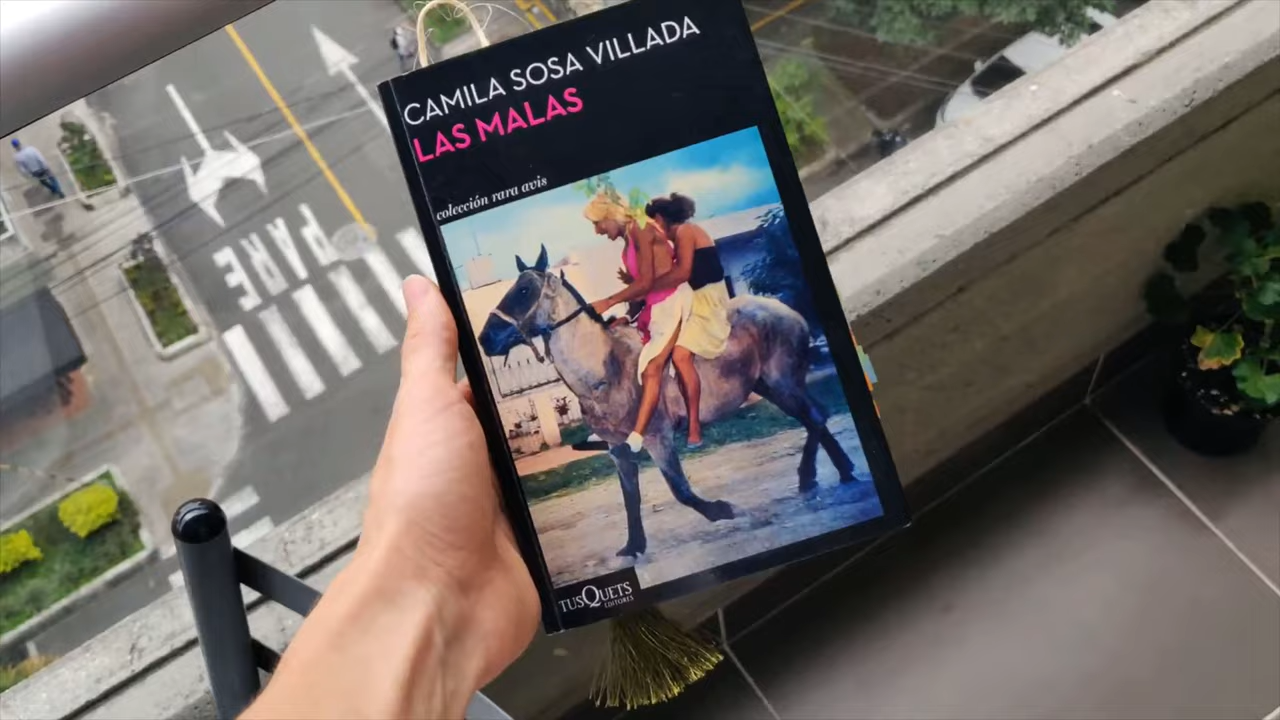 CAMILA SOSA VILLADA
LAS MALAS
colección rara avis
TUSQUETS
EDITORES
PARE